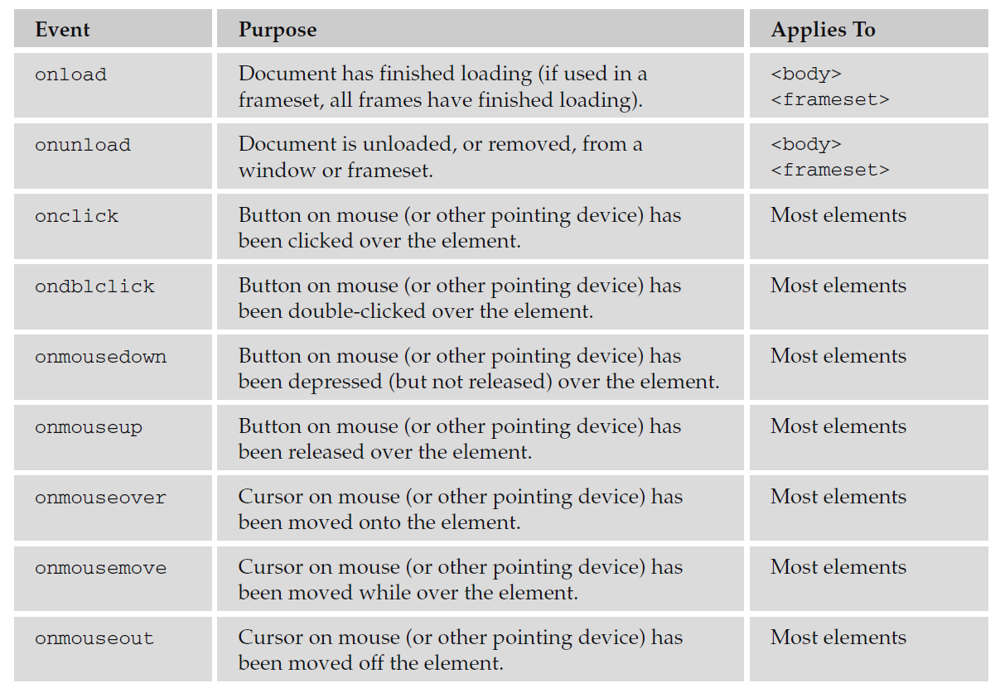 Event Purpose Applies To
onload Document has finished loading (if used in a <body>
frameset, all frames have finished loading). <frameset>
onunload Document is unloaded, or removed, from a <body>
window or frameset. <frameset>
onclick Button on mouse (or other pointing device) has Most elements
been clicked over the element.
ondblclick Button on mouse (or other pointing device) has Most elements
been double-clicked over the element.
onmousedown Button on mouse (or other pointing device) has Most elements
been depressed (but not released) over the element.
onmouseup Button on mouse (or other pointing device) has Most elements
been released over the element.
onmouseover Cursor on mouse (or other pointing device) has Most elements
been moved onto the element.
onmousemove Cursor on mouse (or other pointing device) has Most elements
been moved while over the element.
onmouseout Cursor on mouse (or other pointing device) has Most elements
been moved off the element.